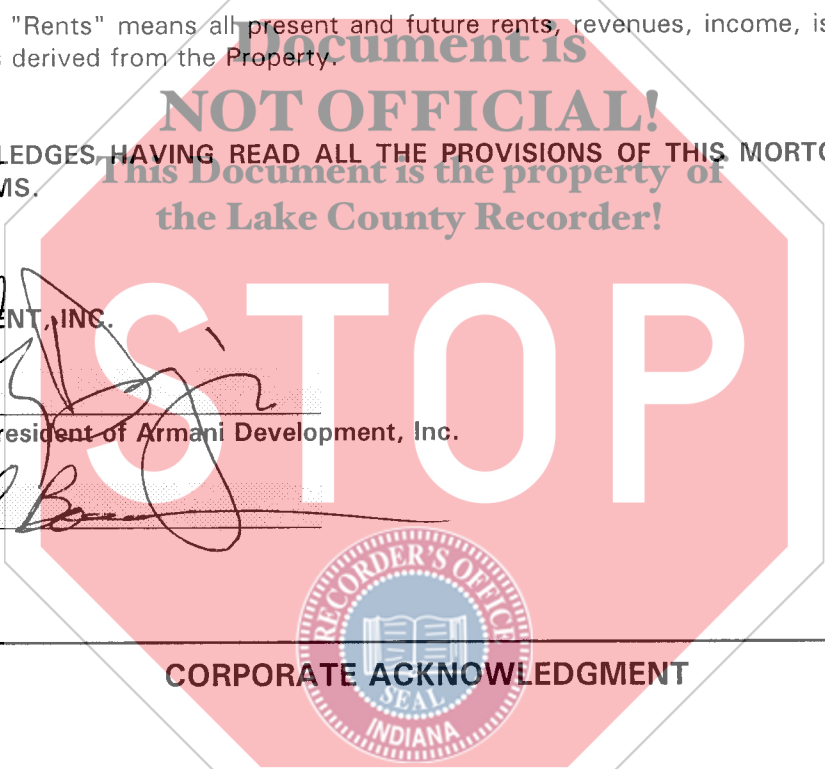 "Rents" means all present and future rents, revenues, income, is
s derived from the Property.
Document is
NOT OFFICIAL!
LEDGES HAVING READ ALL THE PROVISIONS OF THIS MORTG
MS.
This Document is the property of
the Lake County Recorder!
STOP
ENT, INC.
resident of Armani Development, Inc.
RECORDER'S OFFICE
SEAL
INDIANA
CORPORATE ACKNOWLEDGMENT